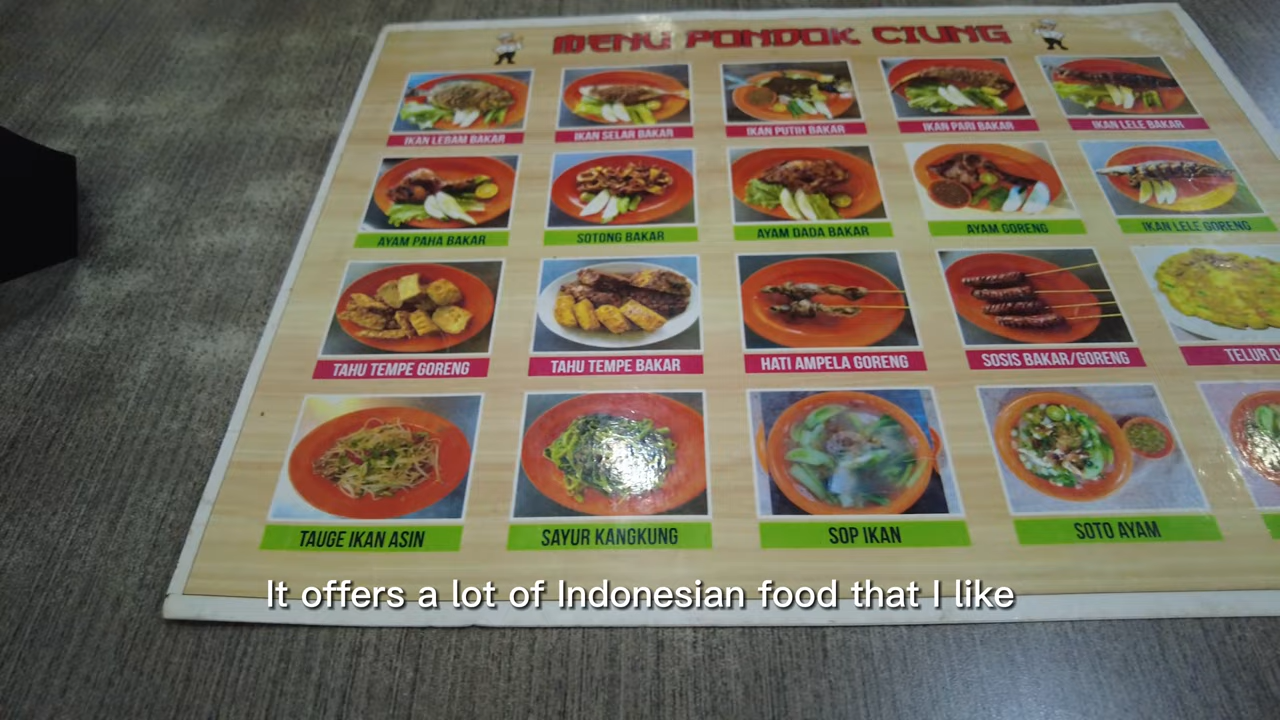 MENU PONDOK CIUNG
IKAN LEBAM BAKAR
IKAN SELAR BAKAR
IKAN PUTIH BAKAR
IKAN PARI BAKAR
IKAN LELE BAKAR
AYAM PAHA BAKAR
SOTONG BAKAR
AYAM DADA BAKAR
AYAM GORENG
IKAN LELE GORENG
TAHU TEMPE GORENG
TAHU TEMPE BAKAR
HATI AMPELA GORENG
SOSIS BAKAR/GORENG
TELUR
TAUGE IKAN ASIN
SAYUR KANGKUNG
SOP IKAN
SOTO AYAM
It offers a lot of Indonesian food that I like